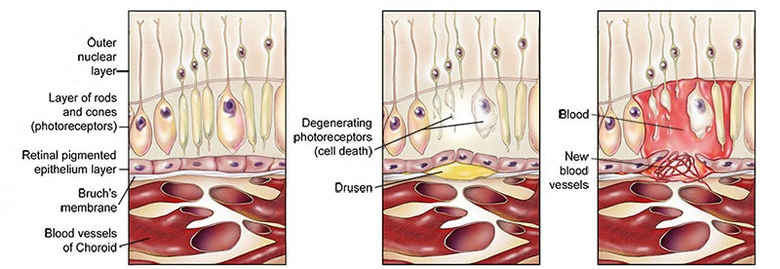 Outer
nuclear
layer
Layer of rods
and cones
(photoreceptors)
Retinal pigmented
epithelium layer
Bruch's
membrane
Blood vessels
of Choroid
Degenerating
photoreceptors
(cell death)
Drusen
Blood
New
blood
vessels